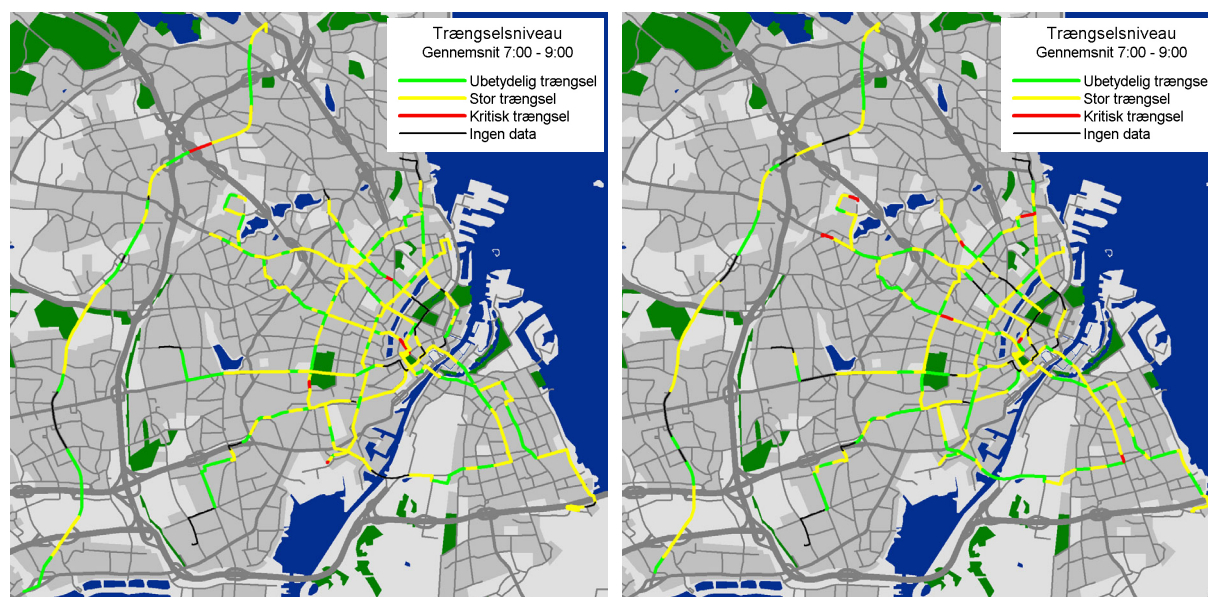 Trængselsniveau
Gennemsnit 7:00 - 9:00
Ubetydelig trængsel
Stor trængsel
Kritisk trængsel
Ingen data
Trængselsniveau
Gennemsnit 7:00 - 9:00
Ubetydelig trængse
Stor trængsel
Kritisk trængsel
Ingen data